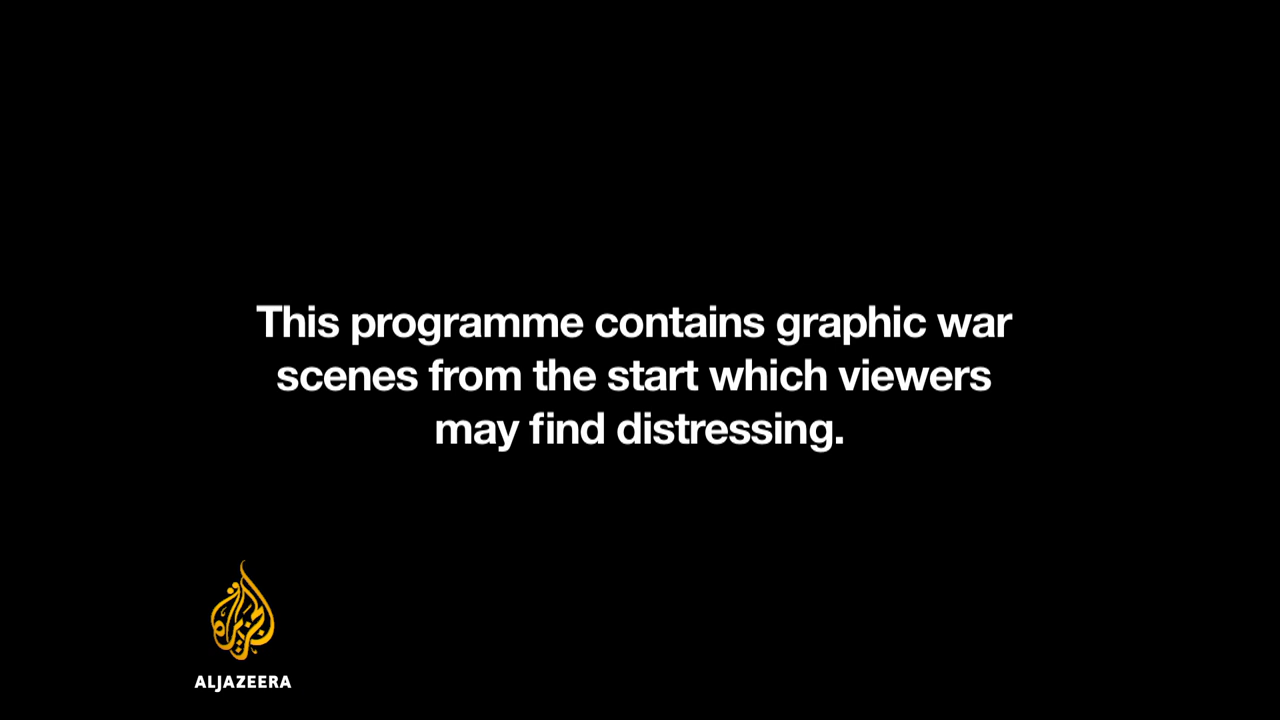 This programme contains graphic war
scenes from the start which viewers
may find distressing.
الجزيرة
ALJAZEERA